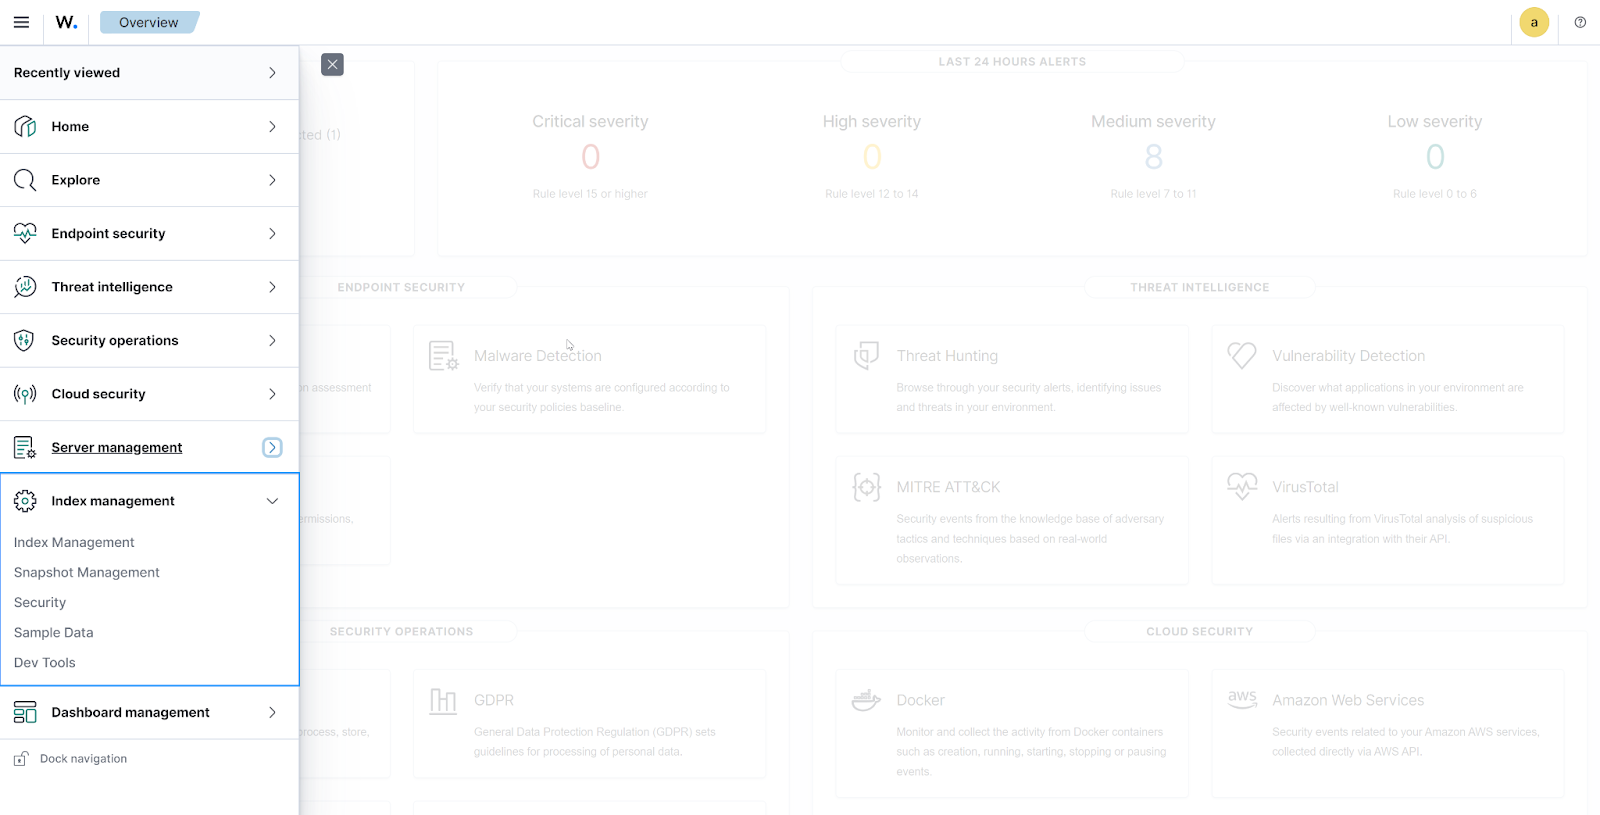 W.
Overview
a
Recently viewed
Home
Explore
Endpoint security
Threat intelligence
Security operations
Cloud security
Server management
Index management
Index Management
Snapshot Management
Security
Sample Data
Dev Tools
Dashboard management
Dock navigation
cted (1)
LAST 24 HOURS ALERTS
Critical severity
0
Rule level 15 or higher
High severity
0
Rule level 12 to 14
Medium severity
8
Rule level 7 to 11
Low severity
0
Rule level 0 to 6
ENDPOINT SECURITY
on assessment
Malware Detection
Verify that your systems are configured according to
your security policies baseline.
ermissions,
THREAT INTELLIGENCE
Threat Hunting
Browse through your security alerts, identifying issues
and threats in your environment.
Vulnerability Detection
Discover what applications in your environment are
affected by well-known vulnerabilities.
MITRE ATT&CK
Security events from the knowledge base of adversary
tactics and techniques based on real-world
observations.
VirusTotal
Alerts resulting from VirusTotal analysis of suspicious
files via an integration with their API.
SECURITY OPERATIONS
process, store,
GDPR
General Data Protection Regulation (GDPR) sets
guidelines for processing of personal data.
CLOUD SECURITY
Docker
Monitor and collect the activity from Docker containers
such as creation, running, starting, stopping or pausing
events.
aws
Amazon Web Services
Security events related to your Amazon AWS services,
collected directly via AWS API.